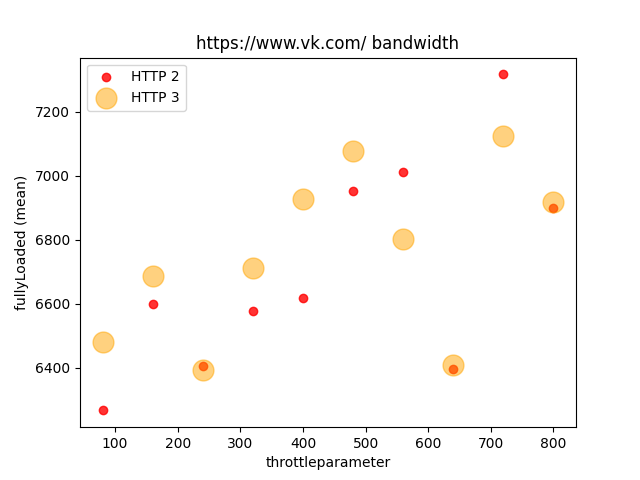 https://www.vk.com/ bandwidth
HTTP 2
HTTP 3
fullyLoaded (mean)
7200
7000
6800
6600
6400
100 200 300 400 500 600 700 800
throttleparameter